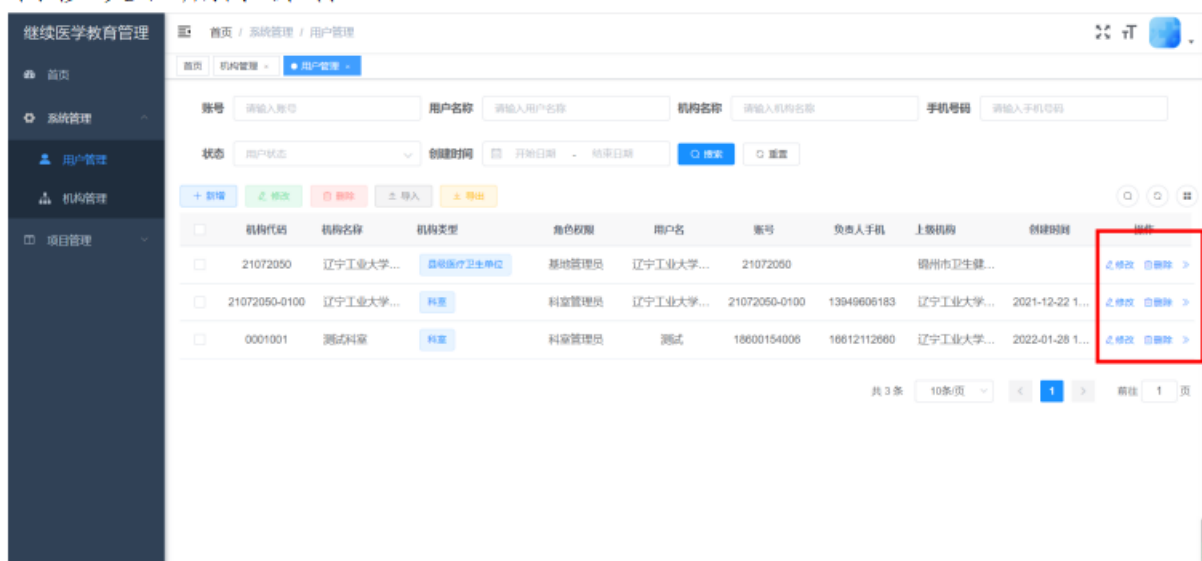 继续医学教育管理
首页 / 系统管理 / 用户管理
首页
机构管理
用户管理
首页
系统管理
用户管理
机构管理
项目管理
账号 请输入账号 用户名称 请输入用户名称 机构名称 请输入机构名称 手机号码 请输入手机号码
状态 用户状态 创建时间 开始日期 - 结束日期 搜索 重置
+ 新增 修改 删除 导入 导出
机构代码 机构名称 机构类型 角色权限 用户名 账号 负责人手机 上级机构 创建时间 操作
21072050 辽宁工业大学... 县级医疗卫生单位 基地管理员 辽宁工业大学... 21072050 锦州市卫生健... 修改 删除 »
21072050-0100 辽宁工业大学... 科室 科室管理员 辽宁工业大学... 21072050-0100 13949606183 辽宁工业大学... 2021-12-22 1... 修改 删除 »
0001001 测试科室 科室 科室管理员 测试 18600154006 16612112660 辽宁工业大学... 2022-01-28 1... 修改 删除 »
共 3 条 10条/页 < 1 > 前往 1 页